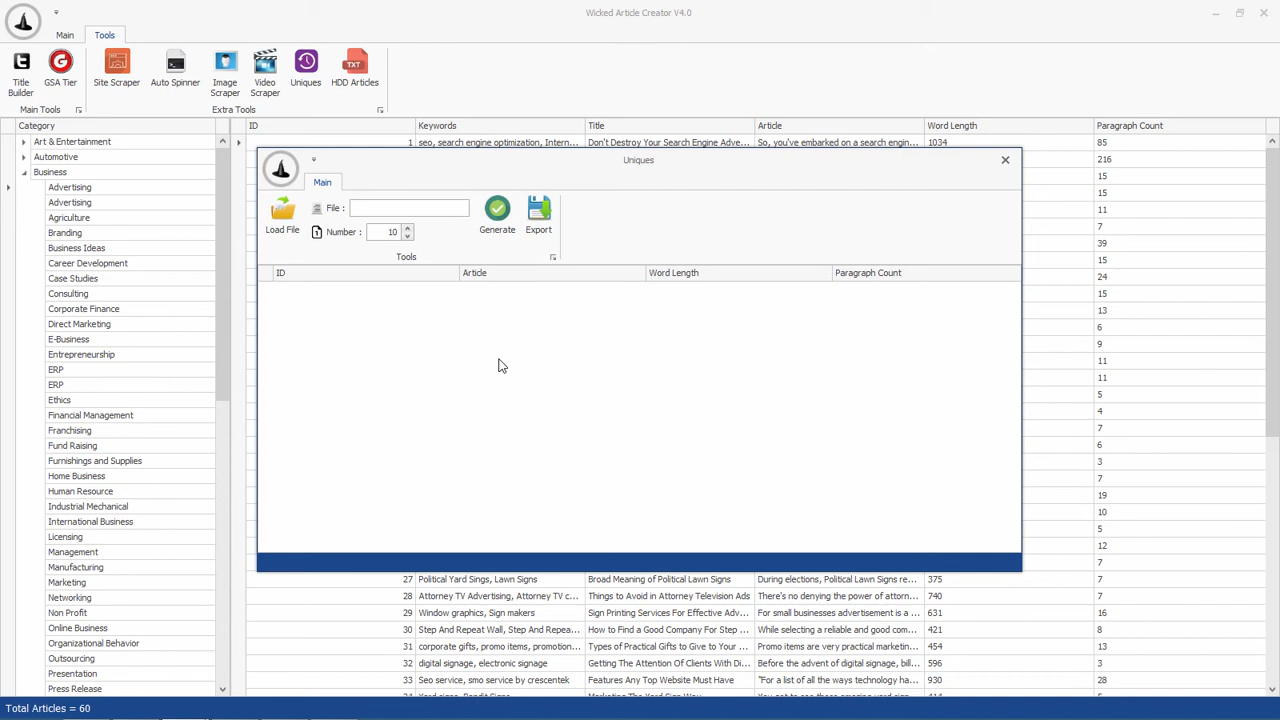 Wicked Article Creator V4.0
Main Tools
Title Builder
GSA Tier
Site Scraper
Auto Spinner
Image Scraper
Video Scraper
Uniques
HDD Articles
TXT
Main Tools
Extra Tools
Category
ID Keywords Title Article Word Length Paragraph Count
Art & Entertainment
Automotive
Business
Advertising
Advertising
Agriculture
Branding
Business Ideas
Career Development
Case Studies
Consulting
Corporate Finance
Direct Marketing
E-Business
Entrepreneurship
ERP
ERP
Ethics
Financial Management
Franchising
Fund Raising
Furnishings and Supplies
Home Business
Human Resource
Industrial Mechanical
International Business
Licensing
Management
Manufacturing
Marketing
Networking
Non Profit
Online Business
Organizational Behavior
Outsourcing
Presentation
Press Release
1 seo, search engine optimization, Intern... Don't Destroy Your Search Engine Adve... So, you've embarked on a search engin... 1034 85
216
15
15
11
7
39
15
24
15
13
6
9
11
11
5
4
7
6
3
7
19
10
5
12
7
Uniques
Main
Load File
File :
Number : 10
Generate
Export
Tools
ID Article Word Length Paragraph Count
27 Political Yard Sings, Lawn Signs Broad Meaning of Political Lawn Signs During elections, Political Lawn Signs re... 375 7
28 Attorney TV Advertising, Attorney TV c... Things to Avoid in Attorney Television Ads There's no denying the power of attorn... 740 7
29 Window graphics, Sign makers Sign Printing Services For Effective Adv... For small businesses advertisement is a ... 631 16
30 Step And Repeat Wall, Step And Repea... How to Find a Good Company For Step ... While selecting a reliable and good com... 421 8
31 corporate gifts, promo items, promotion... Types of Practical Gifts to Give to Your ... Promo items are very practical marketin... 454 13
32 digital signage, electronic signage Getting The Attention Of Clients With Di... Before the advent of digital signage, bill... 596 3
33 Seo service, smo service by crescentek Features Any Top Website Must Have "For a list of all the ways technology ha... 930 28
Total Articles = 60